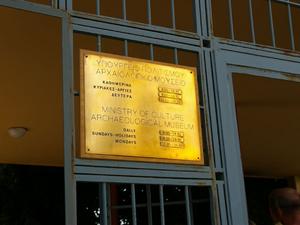 ΥΠΟΥΡΓΕΙΟ ΠΟΛΙΤΙΣΜΟΥ
ΑΡΧΑΙΟΛΟΓΙΚΟ ΜΟΥΣΕΙΟ
ΚΑΘΗΜΕΡΙΝΑ
ΚΥΡΙΑΚΕΣ-ΑΡΓΙΕΣ
ΔΕΥΤΕΡΑ
MINISTRY OF CULTURE
ARCHAEOLOGICAL MUSEUM
DAILY
SUNDAYS-HOLIDAYS
MONDAYS